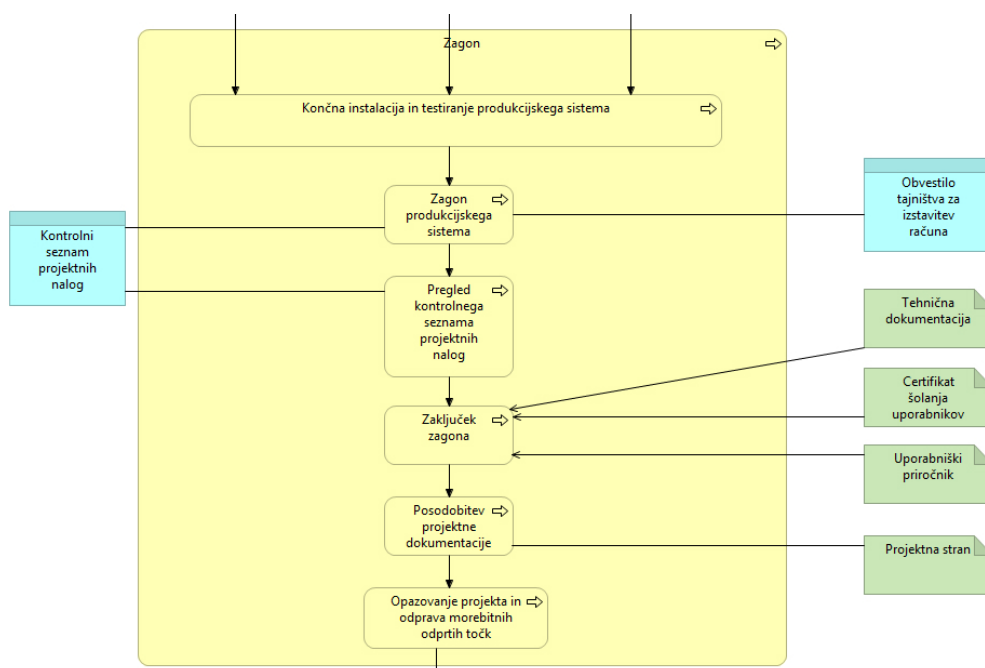 Zagon
Končna instalacija in testiranje produkcijskega sistema
Zagon
produkcijskega
sistema
Obvestilo
tajništva za
izstavitev
računa
Kontrolni
seznam
projektnih
nalog
Pregled
kontrolnega
seznama
projektnih
nalog
Tehnična
dokumentacija
Certifikat
šolanja
uporabnikov
Zaključek
zagona
Uporabniški
priročnik
Posodobitev
projektne
dokumentacije
Projektna stran
Opazovanje projekta in
odprava morebitnih
odprtih točk